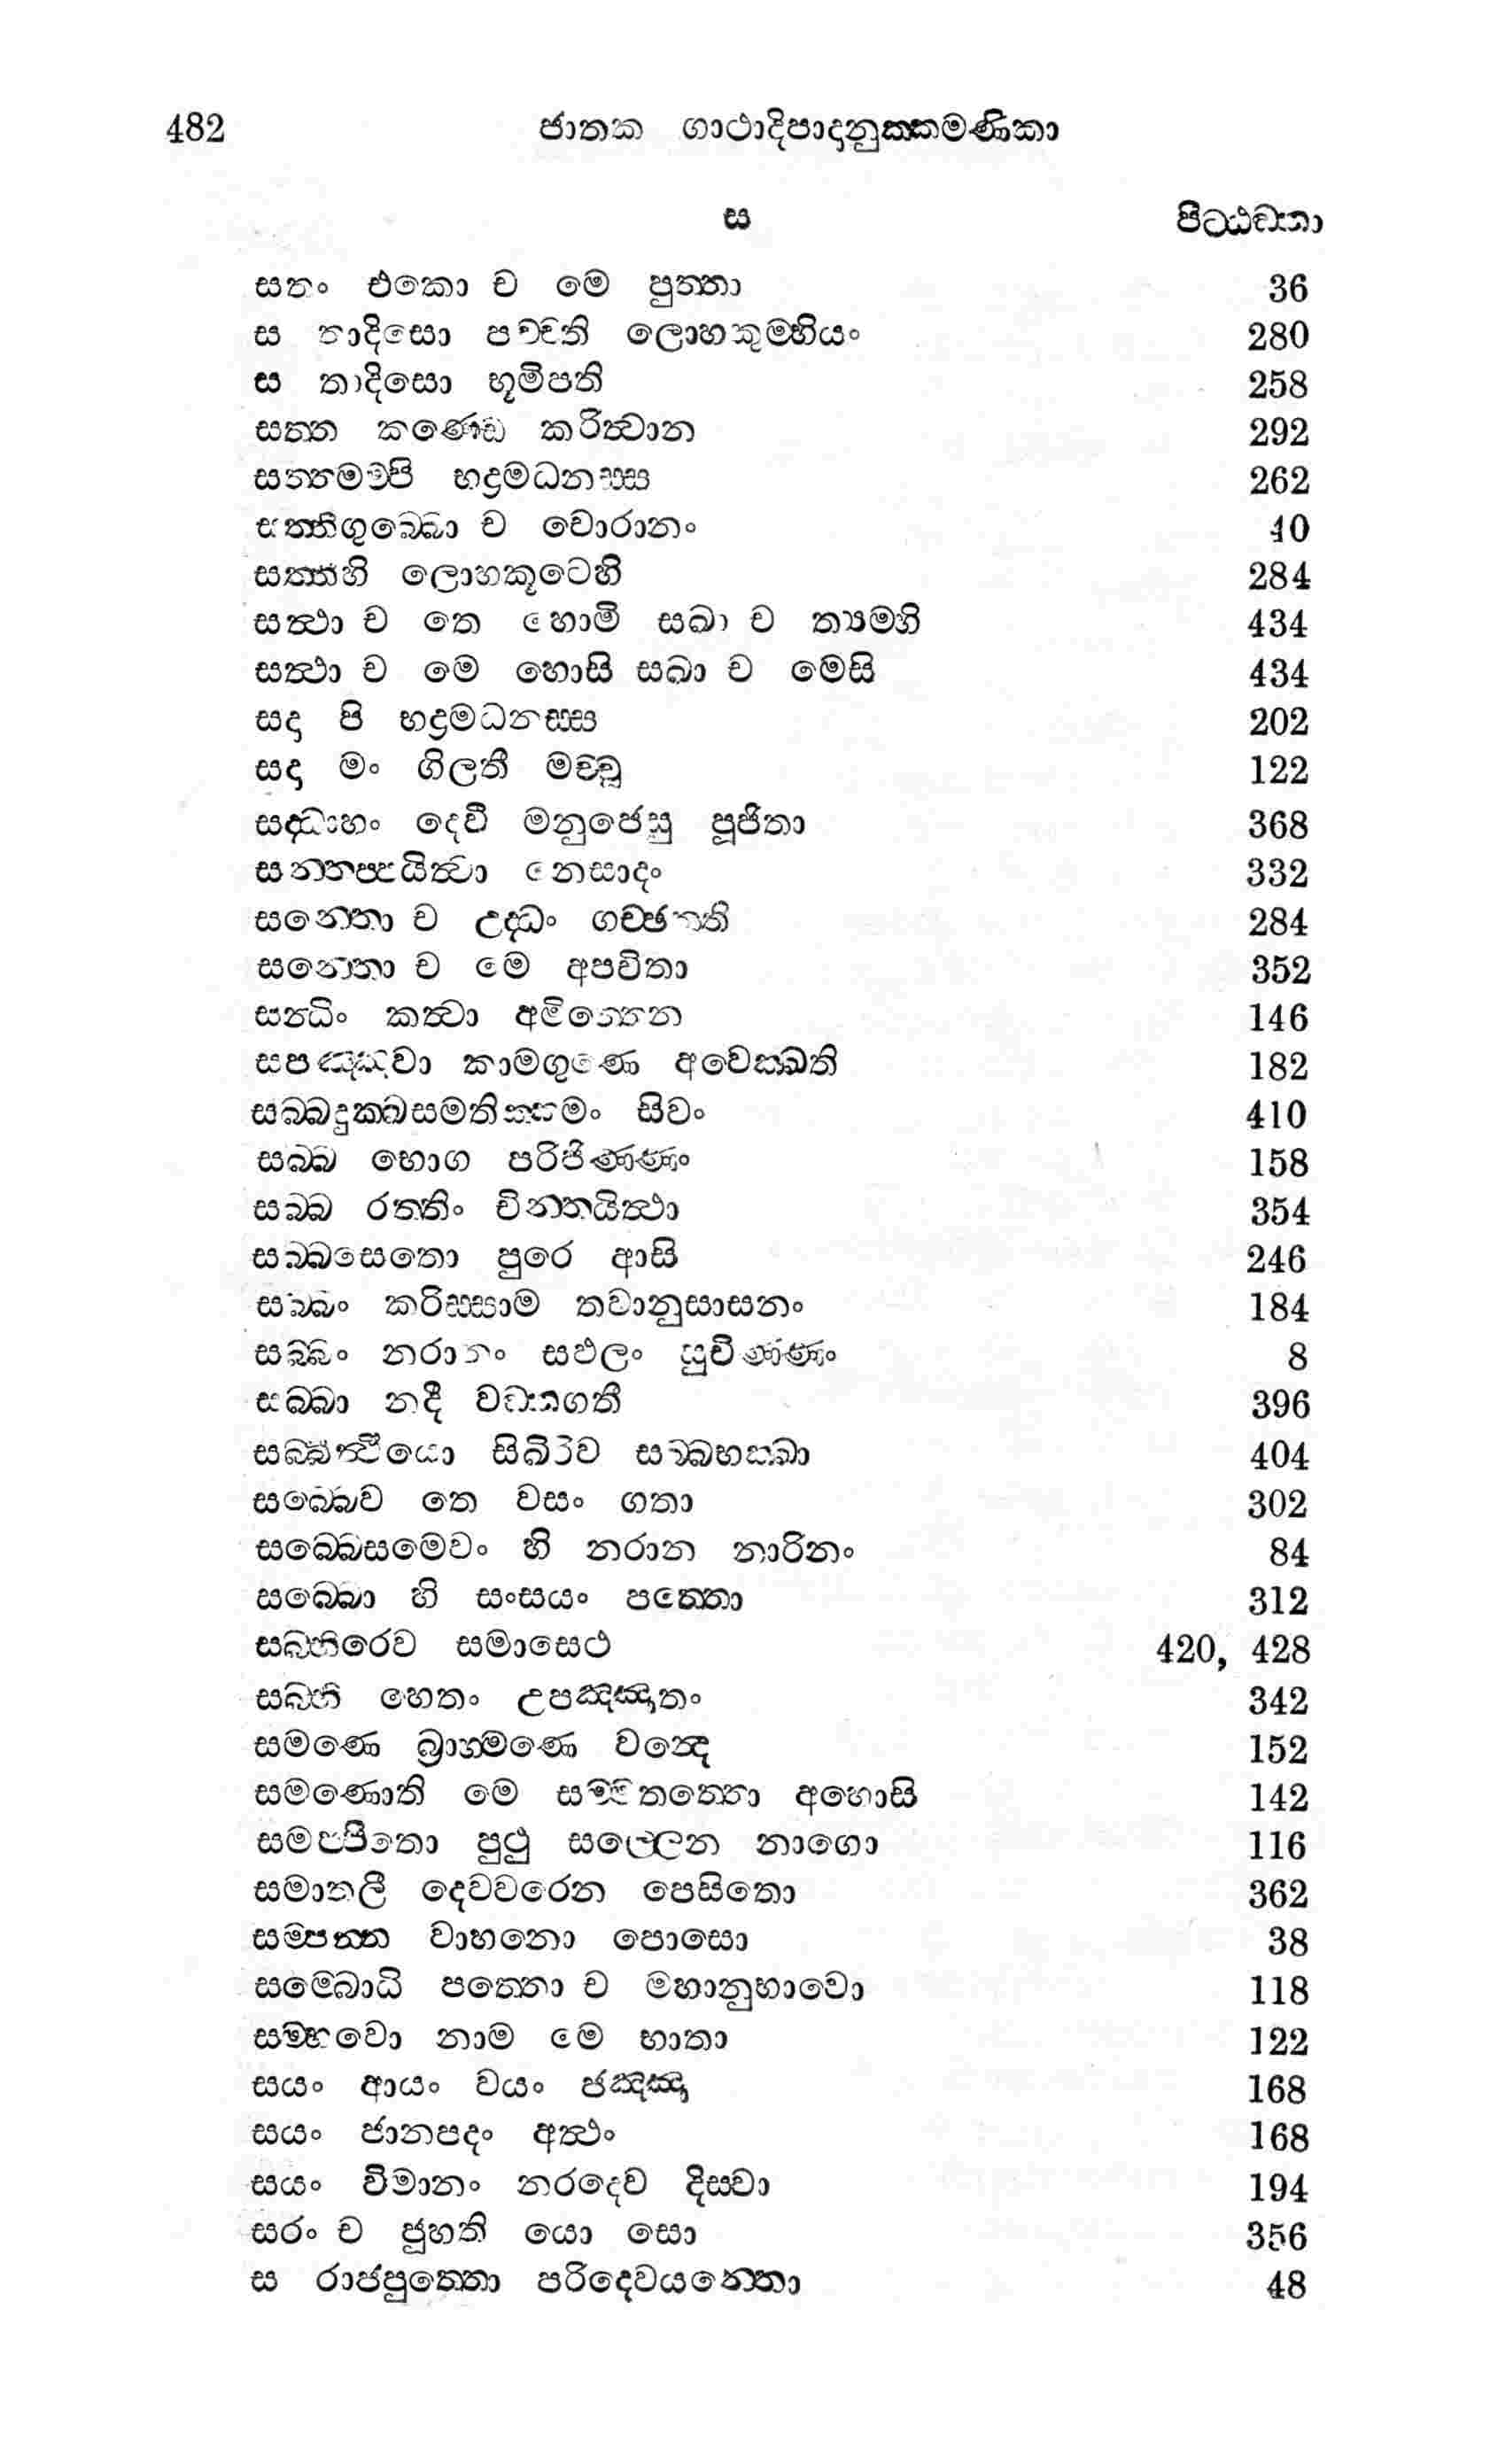 482 ජාතක ගාථාදිපාදානුක්කමණිකා
ස පිට්ඨඞ්කා
සතං එකො ච මෙ පුත්තා 36
ස තාදිසො පච්චති ලොහකුම්භියං 280
ස තාදිසො භූමිපති 258
සත්ත කණ්ඩෙ කරිත්වාන 292
සත්තමම්පි භද්‍රමධනස්ස 262
සත්තිගුම්බො ච චොරානං 40
සත්තහි ලොහකූටෙහි 284
සත්ථා ච තෙ හොමි සඛා ච ත්‍යම්හි 434
සත්ථා ච මෙ හොසි සඛා ච මෙසි 434
සදා පි භද්‍රමධනස්ස 202
සදා මං ගිලතී මච්චූ 122
සද්ධාහං දෙවී මනුජෙසු පූජිතා 368
සන්තප්පයිත්වා නෙසාදං 332
සන්තො ච උද්ධං ගච්ඡන්ති 284
සන්තො ච මෙ අපචිතා 352
සන්ධිං කත්වා අමිත්තෙන 146
සපඤ්ඤවා කාමගුණෙ අවෙක්ඛති 182
සබ්බදුක්ඛසමතික්කමං සිවං 410
සබ්බ භොග පරිජිණ්ණං 158
සබ්බ රත්තිං චින්තයිත්ථා 354
සබ්බසෙතො පුරෙ ආසි 246
සබ්බං කරිස්සාම තවානුසාසනං 184
සබ්බං නරානං සඵලං සුචිණ්ණං 8
සබ්බා නදී වඞ්කගතී 396
සබ්බිත්ථියො සිඛිරිව සබ්බභක්ඛා 404
සබ්බෙව තෙ වසං ගතා 302
සබ්බෙසමෙවං හි නරාන නාරිනං 84
සබ්බො හි සංසයං පත්තො 312
සබ්භිරෙව සමාසෙථ 420, 428
සබ්භි හෙතං උපඤ්ඤාතං 342
සමණෙ බ්‍රාහ්මණෙ වන්දෙ 152
සමණොති මෙ සම්මතත්තො අහොසි 142
සමප්පිතො පුථු සල්ලෙන නාගො 116
සමාතලී දෙවවරෙන පෙසිතො 362
සම්පන්න වාහනො පොසො 38
සම්බොධි පත්තො ච මහානුභාවො 118
සම්භවො නාම මෙ භාතා 122
සයං ආයං වයං ජඤ්ඤා 168
සයං ජානපදං අත්ථං 168
සයං විමානං නරදෙව දිස්වා 194
සරං ච ජූහති යො සො 356
ස රාජපුත්තො පරිදෙවයන්තො 48